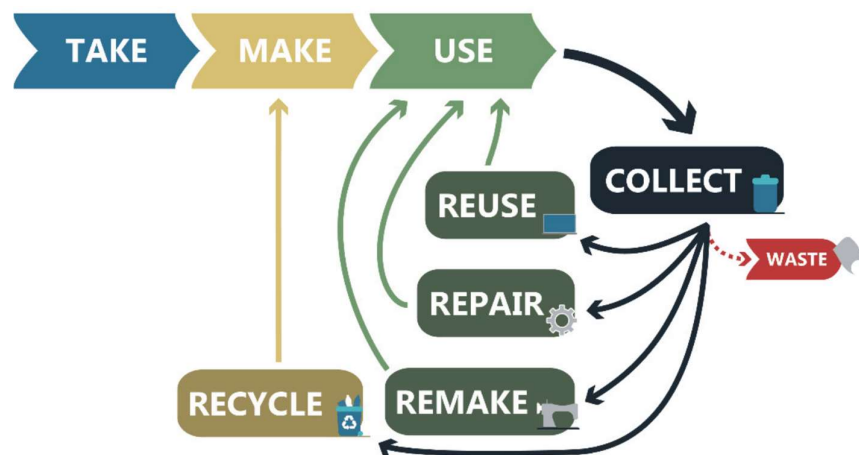 TAKE
MAKE
USE
COLLECT
REUSE
WASTE
REPAIR
REMAKE
RECYCLE